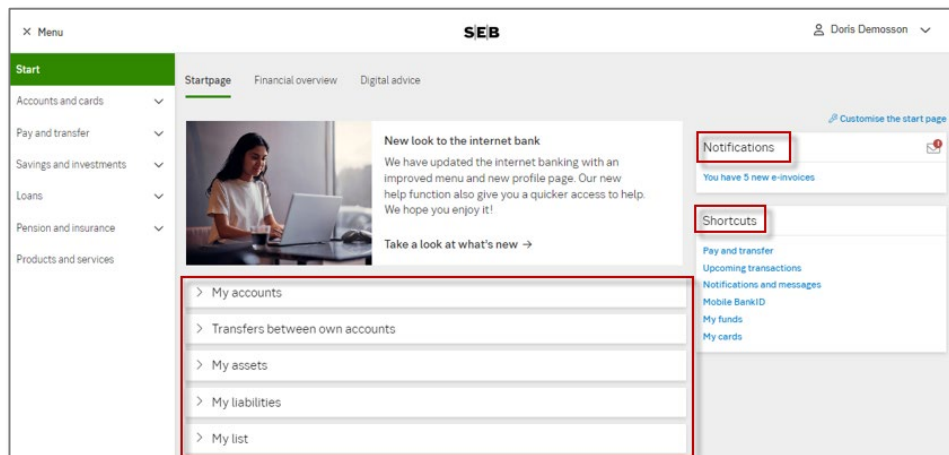 Menu
SEB
Doris Demosson
Start
Accounts and cards
Pay and transfer
Savings and investments
Loans
Pension and insurance
Products and services
Startpage Financial overview Digital advice
Customise the start page
New look to the internet bank
We have updated the internet banking with an
improved menu and new profile page. Our new
help function also give you a quicker access to help.
We hope you enjoy it!
Take a look at what's new →
My accounts
Transfers between own accounts
My assets
My liabilities
My list
Notifications
You have 5 new e-invoices
Shortcuts
Pay and transfer
Upcoming transactions
Notifications and messages
Mobile BankID
My funds
My cards